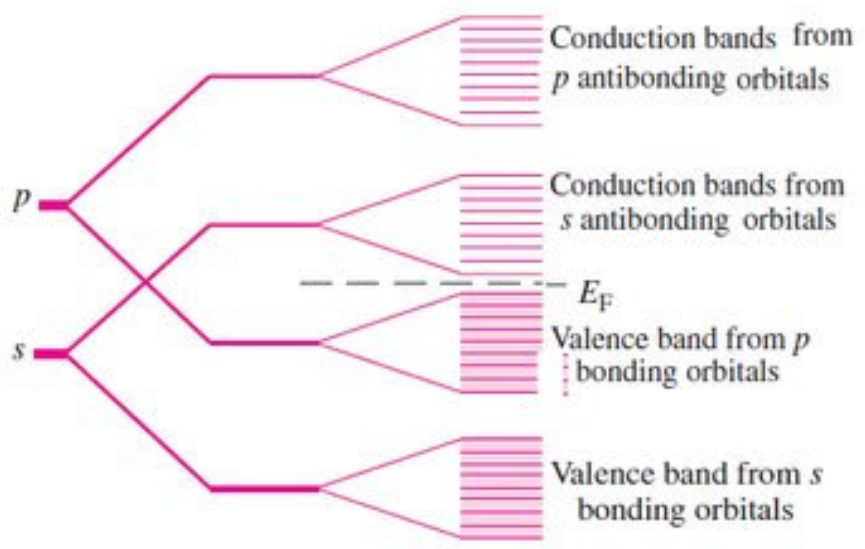 Conduction bands from
p antibonding orbitals
p
Conduction bands from
s antibonding orbitals
E_F
s
Valence band from p
bonding orbitals
Valence band from s
bonding orbitals